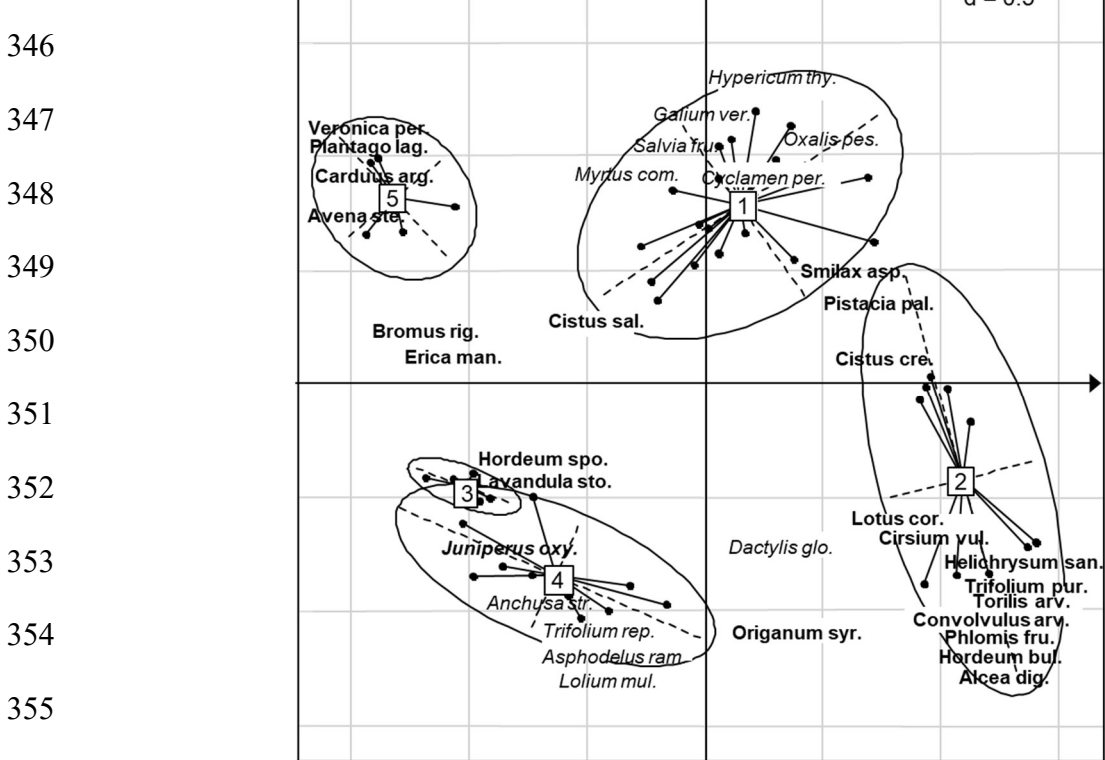 d = 0.5
346
Hypericum thy.
347
Galium ver.
Veronica per.
Oxalis pes.
Plantago lag.
Salvia fru.
Myrtus com.
Carduus arg.
Cyclamen per.
348
5
1
Avena ste.
349
Smilax asp.
Pistacia pal.
Cistus sal.
350
Bromus rig.
Erica man.
Cistus cre.
351
Hordeum spo.
Lavandula sto.
352
3
2
Lotus cor.
Cirsium vul.
Juniperus oxy.
Dactylis glo.
353
Helichrysum san.
4
Trifolium pur.
Anchusa str.
Torilis arv.
Convolvulus arv.
354
Trifolium rep.
Origanum syr.
Phlomis fru.
Asphodelus ram.
Hordeum bul.
Lolium mul.
Alcea dig.
355